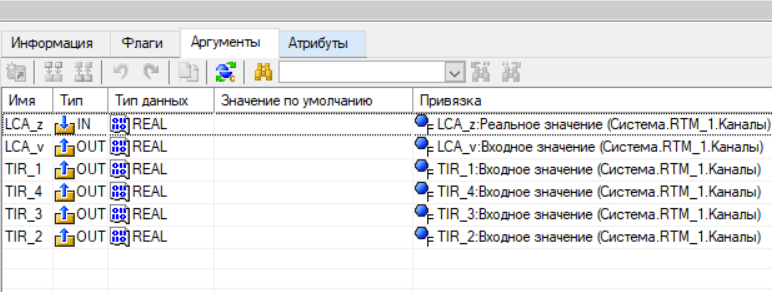 Информация Флаги Аргументы Атрибуты
Имя Тип Тип данных Значение по умолчанию Привязка
LCA_z IN REAL LCA_z:Реальное значение (Система.RTM_1.Каналы)
LCA_v OUT REAL LCA_v:Входное значение (Система.RTM_1.Каналы)
TIR_1 OUT REAL TIR_1:Входное значение (Система.RTM_1.Каналы)
TIR_4 OUT REAL TIR_4:Входное значение (Система.RTM_1.Каналы)
TIR_3 OUT REAL TIR_3:Входное значение (Система.RTM_1.Каналы)
TIR_2 OUT REAL TIR_2:Входное значение (Система.RTM_1.Каналы)